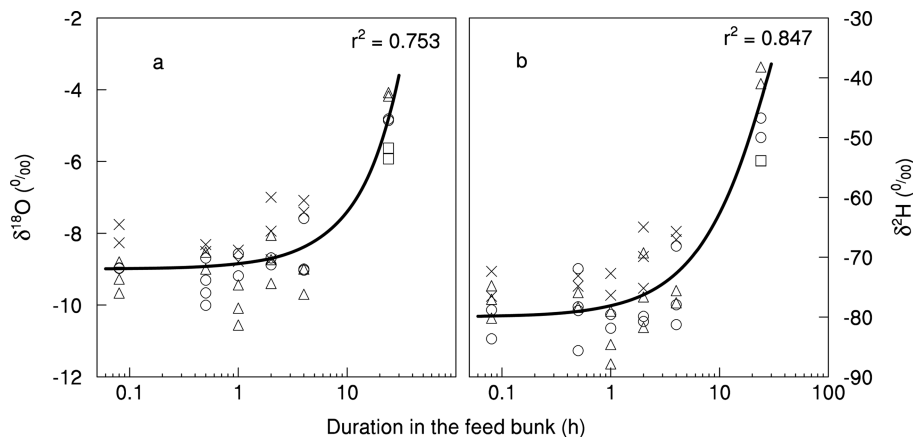 -2
-4
-6
-8
-10
-12
δ¹⁸O (⁰/₀₀)
a
r² = 0.753
0.1
1
10
b
r² = 0.847
0.1
1
10
100
-30
-40
-50
-60
-70
-80
-90
δ²H (⁰/₀₀)
Duration in the feed bunk (h)